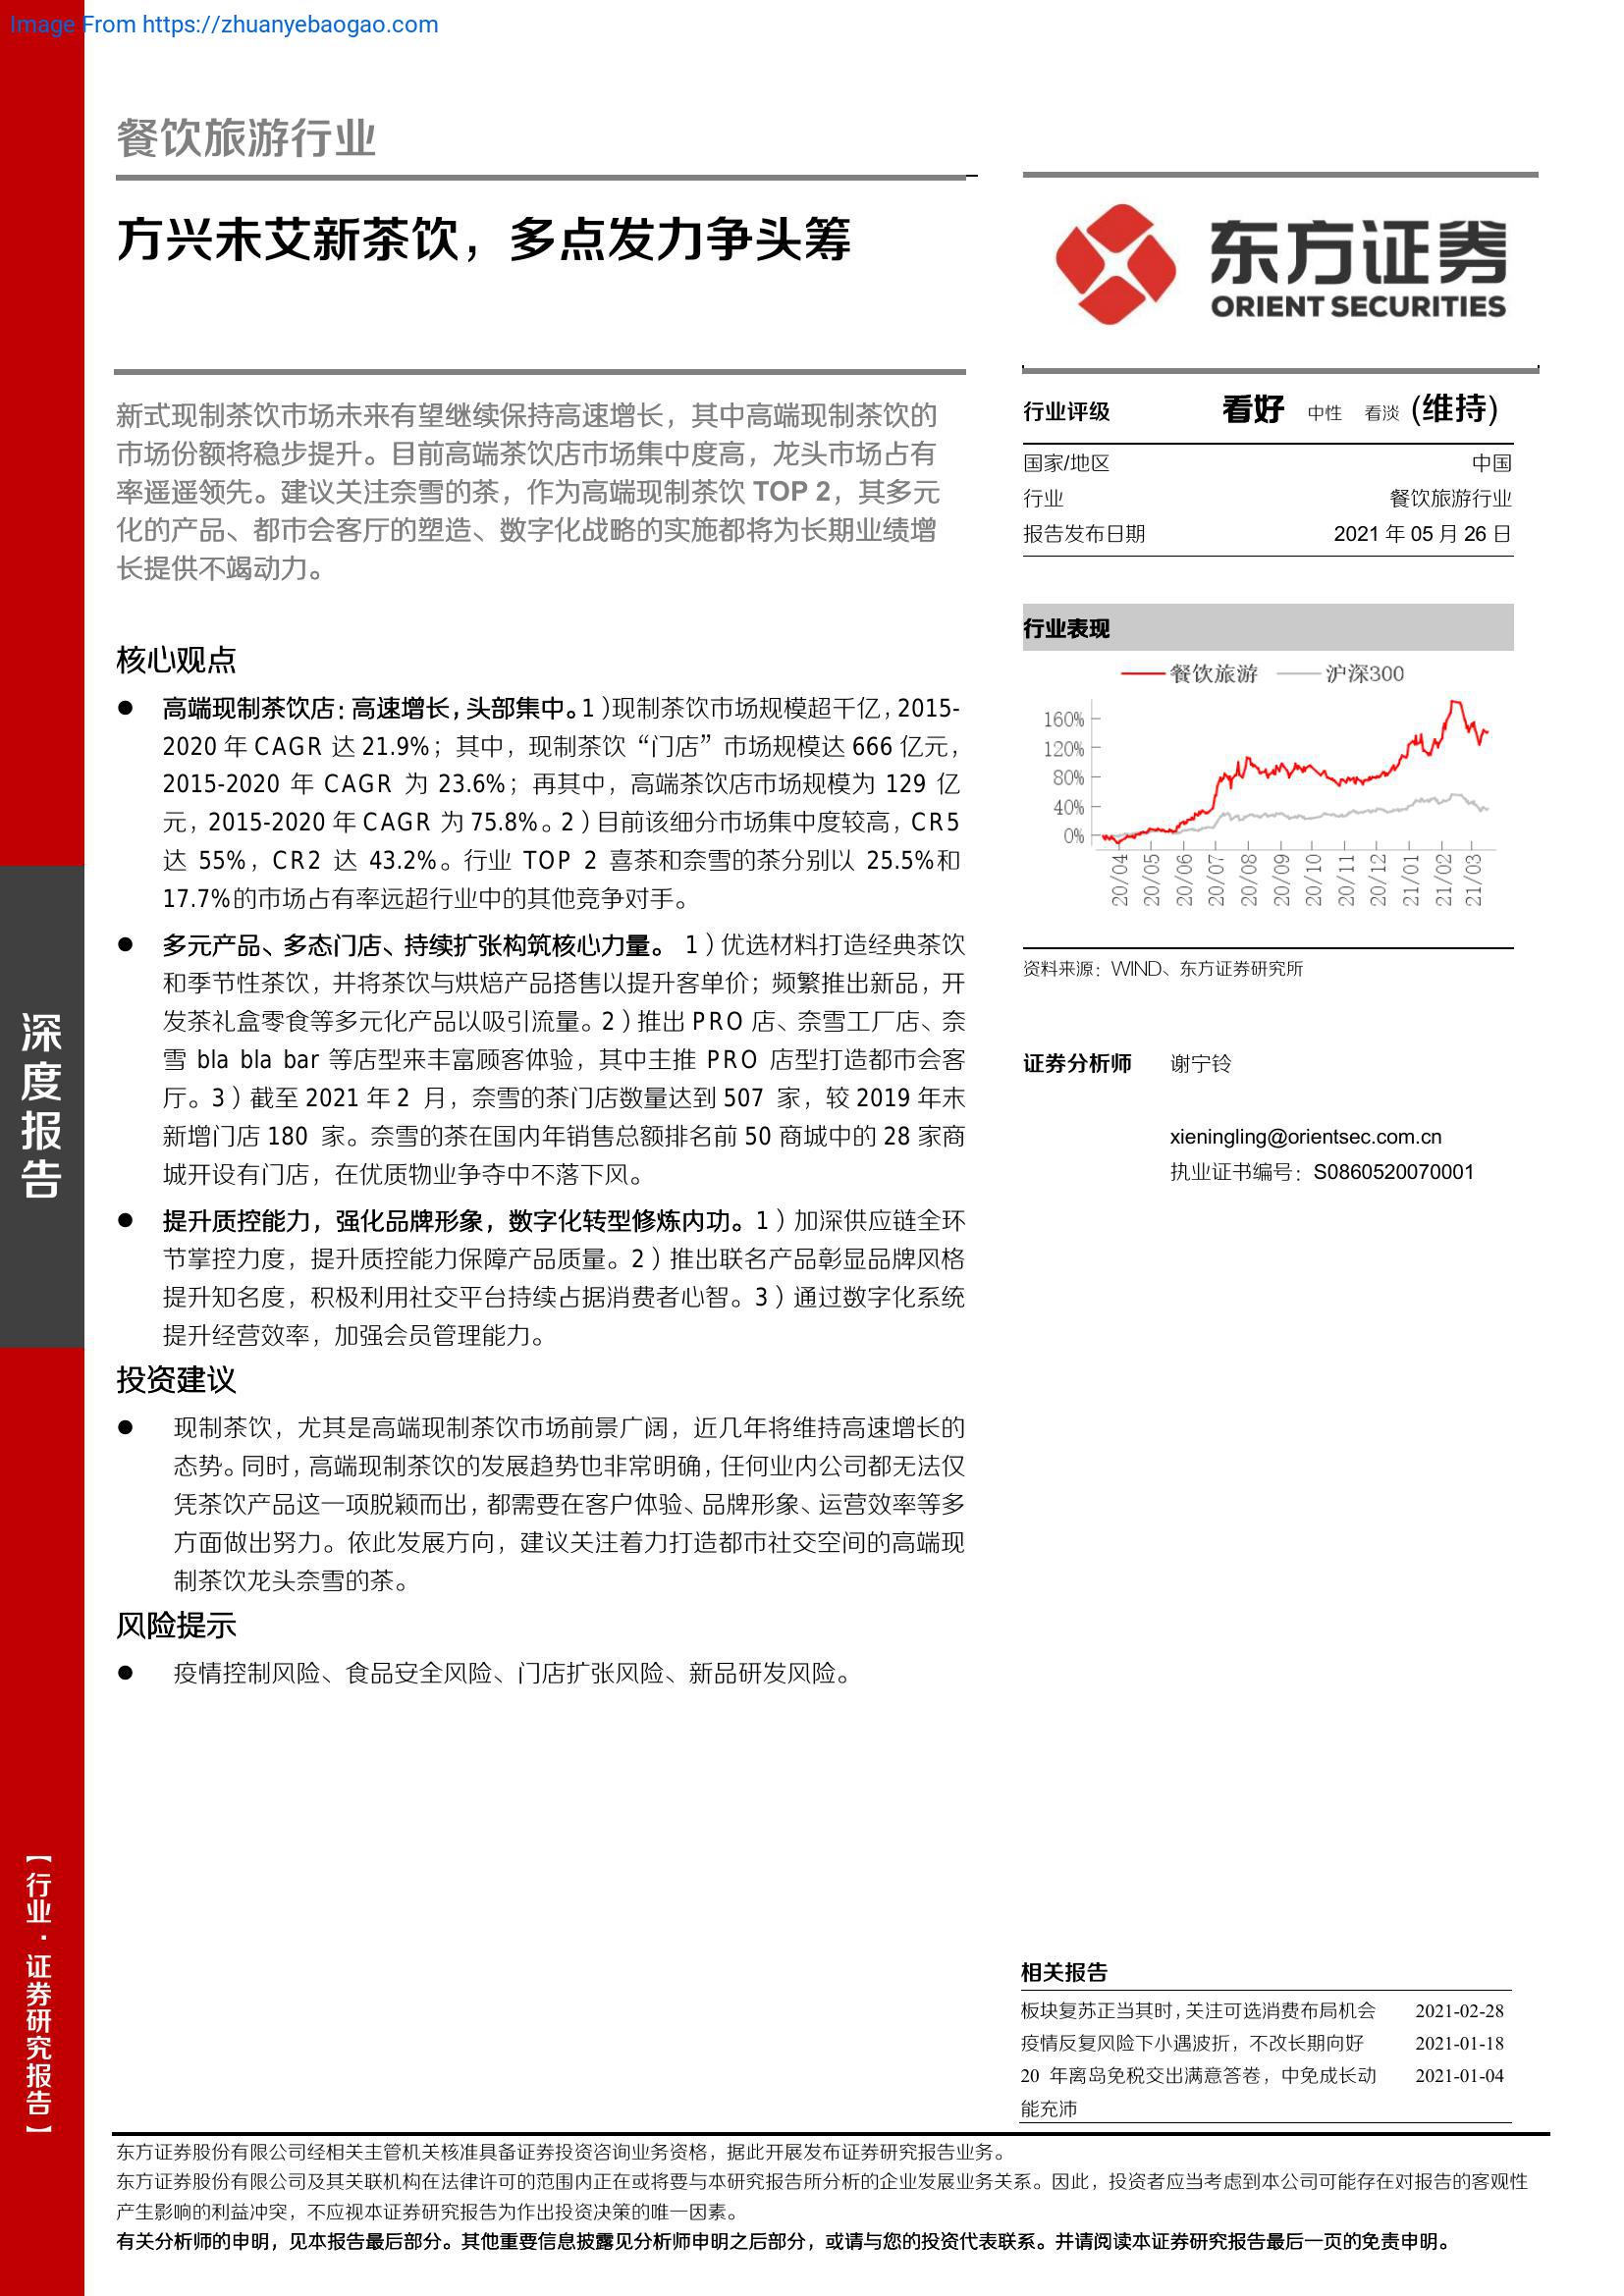 Image From https://zhuanyebaogao.com
餐饮旅游行业
方兴未艾新茶饮，多点发力争头筹
东方证券
ORIENT SECURITIES
新式现制茶饮市场未来有望继续保持高速增长，其中高端现制茶饮的
市场份额将稳步提升。目前高端茶饮店市场集中度高，龙头市场占有
率遥遥领先。建议关注奈雪的茶，作为高端现制茶饮 TOP 2，其多元
化的产品、都市会客厅的塑造、数字化战略的实施都将为长期业绩增
长提供不竭动力。
核心观点
● 高端现制茶饮店：高速增长，头部集中。1）现制茶饮市场规模超千亿，2015-
2020 年 CAGR 达 21.9%；其中，现制茶饮“门店”市场规模达 666 亿元，
2015-2020 年 CAGR 为 23.6%；再其中，高端茶饮店市场规模为 129 亿
元，2015-2020 年 CAGR 为 75.8%。2）目前该细分市场集中度较高，CR5
达 55%，CR2 达 43.2%。行业 TOP 2 喜茶和奈雪的茶分别以 25.5%和
17.7%的市场占有率远超行业中的其他竞争对手。
● 多元产品、多态门店、持续扩张构筑核心力量。 1）优选材料打造经典茶饮
和季节性茶饮，并将茶饮与烘焙产品搭售以提升客单价；频繁推出新品，开
发茶礼盒零食等多元化产品以吸引流量。2）推出 PRO 店、奈雪工厂店、奈
雪 bla bla bar 等店型来丰富顾客体验，其中主推 PRO 店型打造都市会客
厅。3）截至 2021 年 2 月，奈雪的茶门店数量达到 507 家，较 2019 年末
新增门店 180 家。奈雪的茶在国内年销售总额排名前 50 商城中的 28 家商
城开设有门店，在优质物业争夺中不落下风。
● 提升质控能力，强化品牌形象，数字化转型修炼内功。1）加深供应链全环
节掌控力度，提升质控能力保障产品质量。2）推出联名产品彰显品牌风格
提升知名度，积极利用社交平台持续占据消费者心智。3）通过数字化系统
提升经营效率，加强会员管理能力。
投资建议
● 现制茶饮，尤其是高端现制茶饮市场前景广阔，近几年将维持高速增长的
态势。同时，高端现制茶饮的发展趋势也非常明确，任何业内公司都无法仅
凭茶饮产品这一项脱颖而出，都需要在客户体验、品牌形象、运营效率等多
方面做出努力。依此发展方向，建议关注着力打造都市社交空间的高端现
制茶饮龙头奈雪的茶。
风险提示
● 疫情控制风险、食品安全风险、门店扩张风险、新品研发风险。
行业评级 看好 中性 看淡 (维持)
国家/地区 中国
行业 餐饮旅游行业
报告发布日期 2021 年 05 月 26 日
行业表现
餐饮旅游 沪深300
160%
120%
80%
40%
0%
20/04 20/05 20/06 20/07 20/08 20/09 20/10 20/11 20/12 21/01 21/02 21/03
资料来源：WIND、东方证券研究所
证券分析师 谢宁铃
xieningling@orientsec.com.cn
执业证书编号：S0860520070001
相关报告
板块复苏正当其时，关注可选消费布局机会 2021-02-28
疫情反复风险下小遇波折，不改长期向好 2021-01-18
20 年离岛免税交出满意答卷，中免成长动 2021-01-04
能充沛
深度报告
【行业·证券研究报告】
东方证券股份有限公司经相关主管机关核准具备证券投资咨询业务资格，据此开展发布证券研究报告业务。
东方证券股份有限公司及其关联机构在法律许可的范围内正在或将要与本研究报告所分析的企业发展业务关系。因此，投资者应当考虑到本公司可能存在对报告的客观性
产生影响的利益冲突，不应视本证券研究报告为作出投资决策的唯一因素。
有关分析师的申明，见本报告最后部分。其他重要信息披露见分析师申明之后部分，或请与您的投资代表联系。并请阅读本证券研究报告最后一页的免责申明。